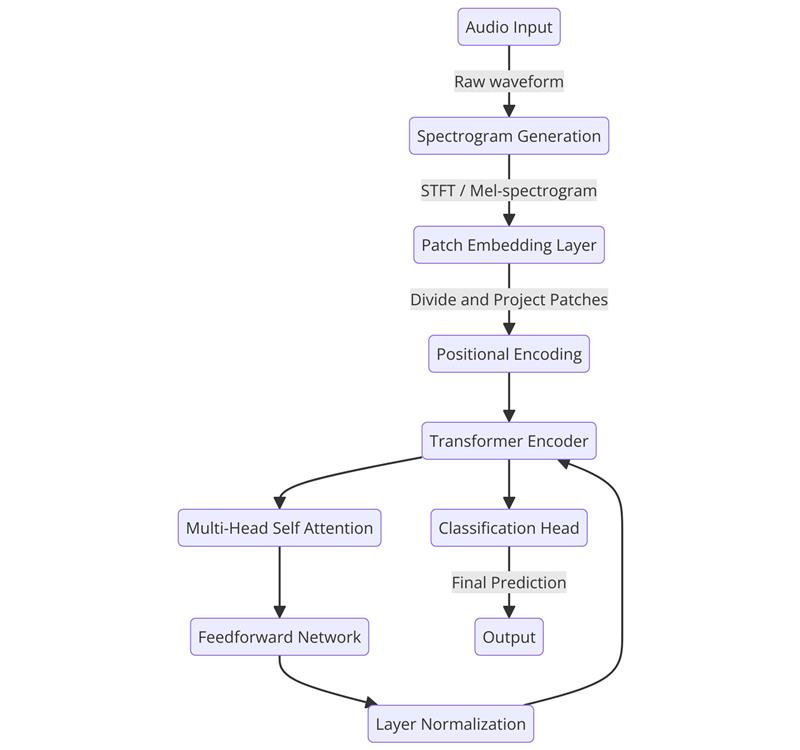 Audio Input
Raw waveform
Spectrogram Generation
STFT / Mel-spectrogram
Patch Embedding Layer
Divide and Project Patches
Positional Encoding
Transformer Encoder
Multi-Head Self Attention
Classification Head
Final Prediction
Feedforward Network
Output
Layer Normalization